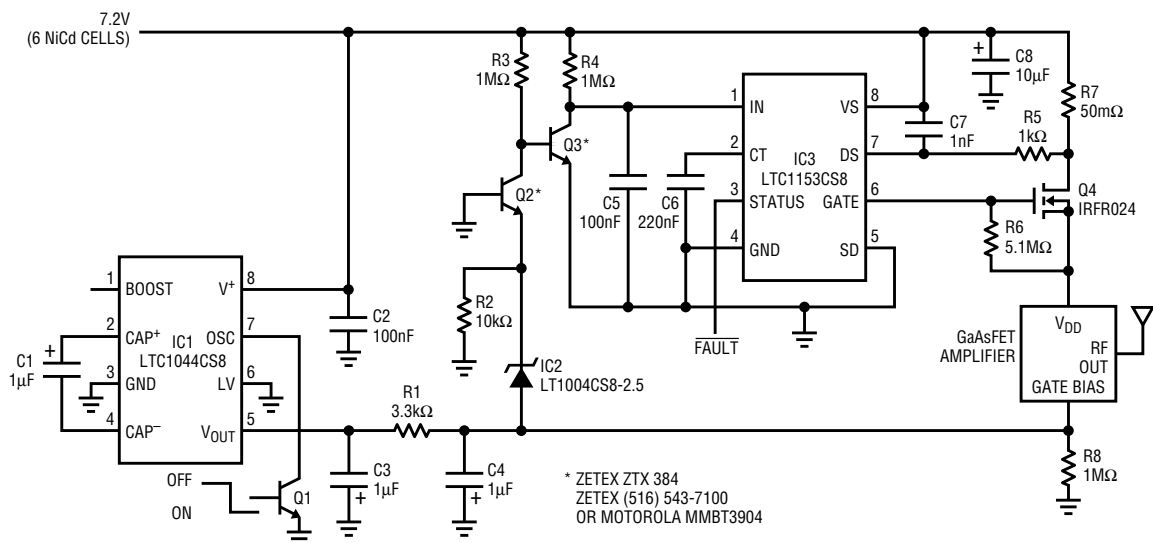 7.2V
(6 NiCd CELLS)
R3
1MΩ
R4
1MΩ
+
C8
10µF
R7
50mΩ
1
IN
VS
8
C7
1nF
R5
1kΩ
Q3*
2
CT
IC3
LTC1153CS8
DS
7
Q2*
C5
100nF
C6
220nF
3
STATUS
GATE
6
Q4
IRFR024
R6
5.1MΩ
4
GND
SD
5
FAULT
1
BOOST
V+
8
C2
100nF
R2
10kΩ
+
C1
1µF
2
CAP+
IC1
LTC1044CS8
OSC
7
3
GND
LV
6
4
CAP–
VOUT
5
IC2
LT1004CS8-2.5
R1
3.3kΩ
GaAsFET
AMPLIFIER
VDD
RF
OUT
GATE BIAS
C3
1µF
+
C4
1µF
+
R8
1MΩ
OFF
ON
Q1
* ZETEX ZTX 384
ZETEX (516) 543-7100
OR MOTOROLA MMBT3904